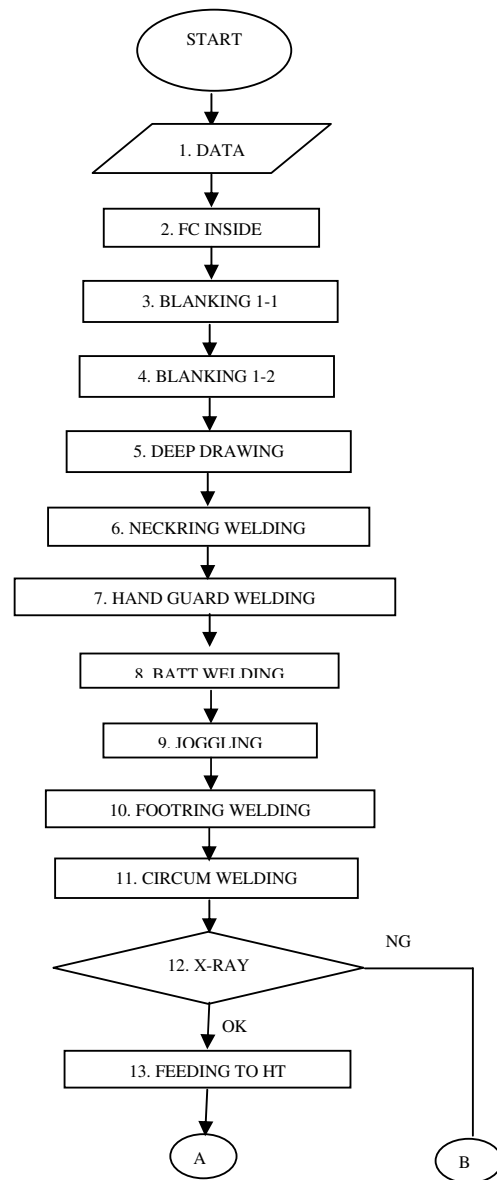 START
1. DATA
2. FC INSIDE
3. BLANKING 1-1
4. BLANKING 1-2
5. DEEP DRAWING
6. NECKRING WELDING
7. HAND GUARD WELDING
8. BATT WELDING
9. JOGGLING
10. FOOTRING WELDING
11. CIRCUM WELDING
NG
12. X-RAY
OK
13. FEEDING TO HT
A
B